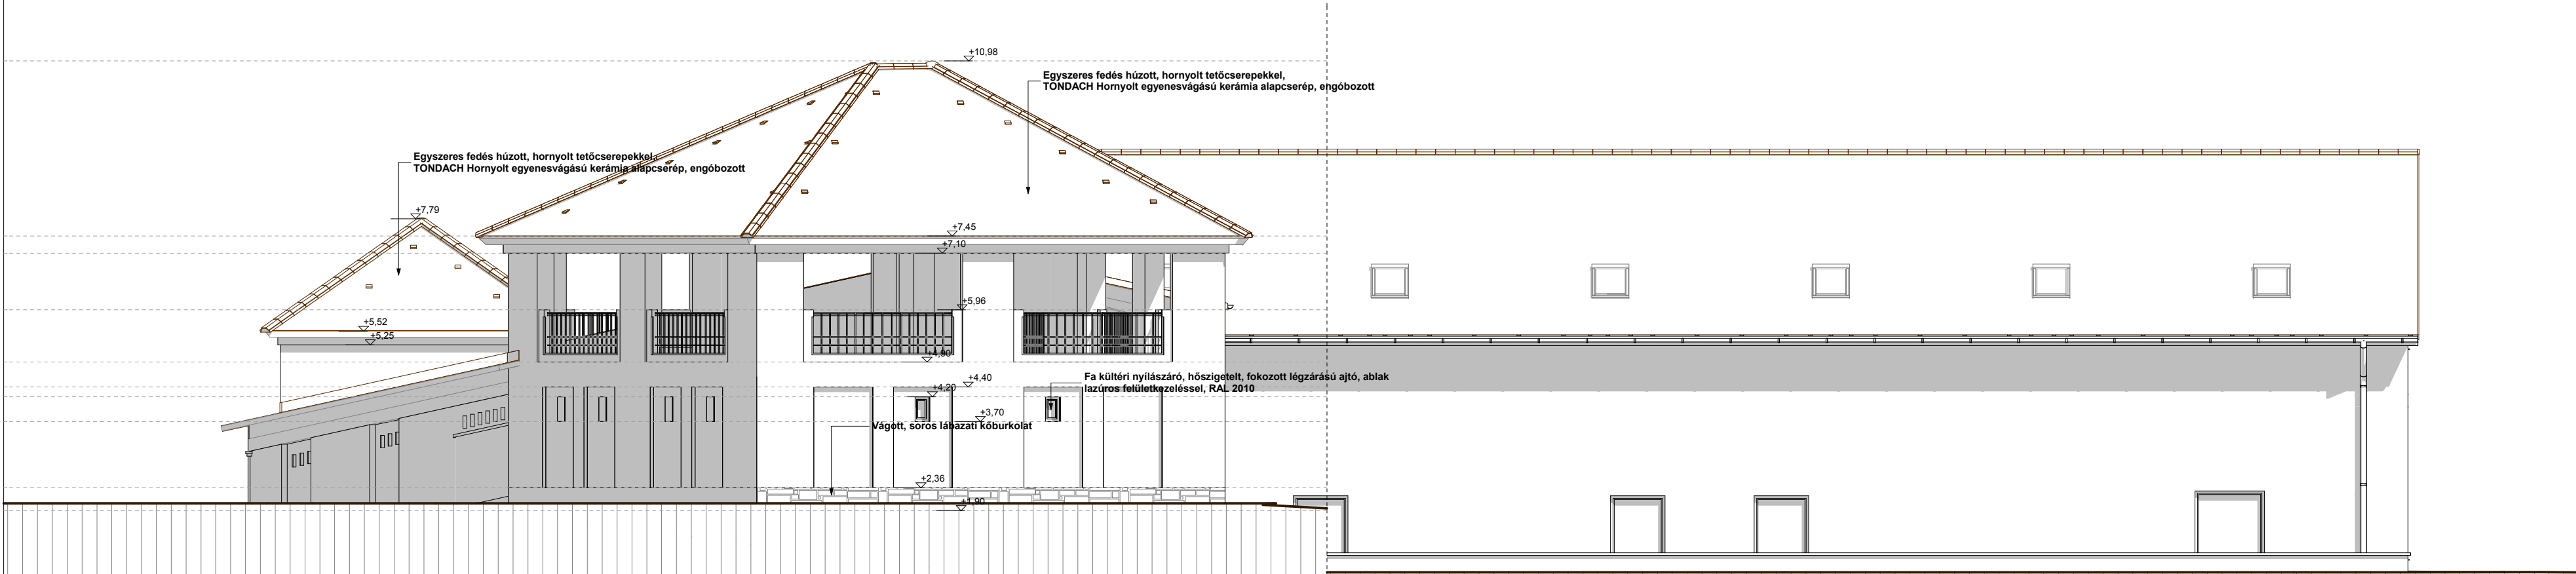 +10,98
Egyszeres fedés húzott, hornyolt tetőcserepekkel,
TONDACH Hornyolt egyenesvágású kerámia alapcserép, engóbozott
Egyszeres fedés húzott, hornyolt tetőcserepekkel,
TONDACH Hornyolt egyenesvágású kerámia alapcserép, engóbozott
+7,79
+7,45
+7,10
+5,96
+5,52
+5,25
+4,90
+4,40
+4,20
Fa kültéri nyílászáró, hőszigetelt, fokozott légzárású ajtó, ablak
lazúros felületkezeléssel, RAL 2010
+3,70
Vágott, soros lábazati kőburkolat
+2,36
+1,90